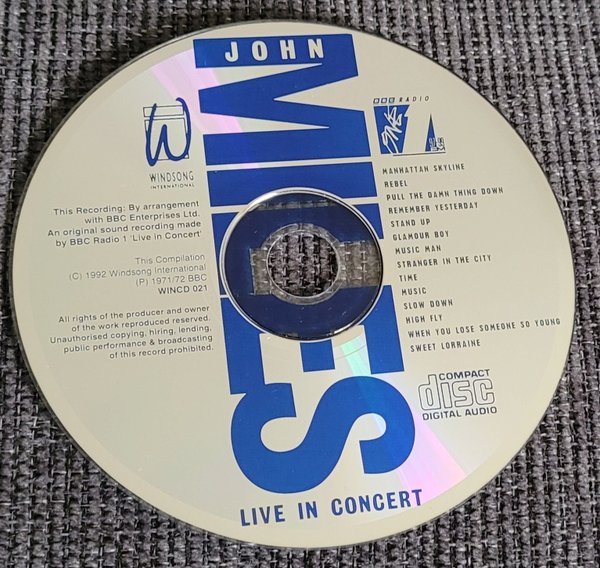 JOHN
MILES
WINDSONG
INTERNATIONAL
This Recording: By arrangement
with BBC Enterprises Ltd.
An original sound recording made
by BBC Radio 1 'Live in Concert'
This Compilation
(C) 1992 Windsong International
(P) 1971/72 BBC
WINCD 021
All rights of the producer and owner
of the work reproduced reserved.
Unauthorised copying, hiring, lending,
public performance & broadcasting
of this record prohibited.
BBC RADIO
MANHATTAN SKYLINE
REBEL
PULL THE DAMN THING DOWN
REMEMBER YESTERDAY
STAND UP
GLAMOUR BOY
MUSIC MAN
STRANGER IN THE CITY
TIME
MUSIC
SLOW DOWN
HIGH FLY
WHEN YOU LOSE SOMEONE SO YOUNG
SWEET LORRAINE
COMPACT
disc
DIGITAL AUDIO
LIVE IN CONCERT